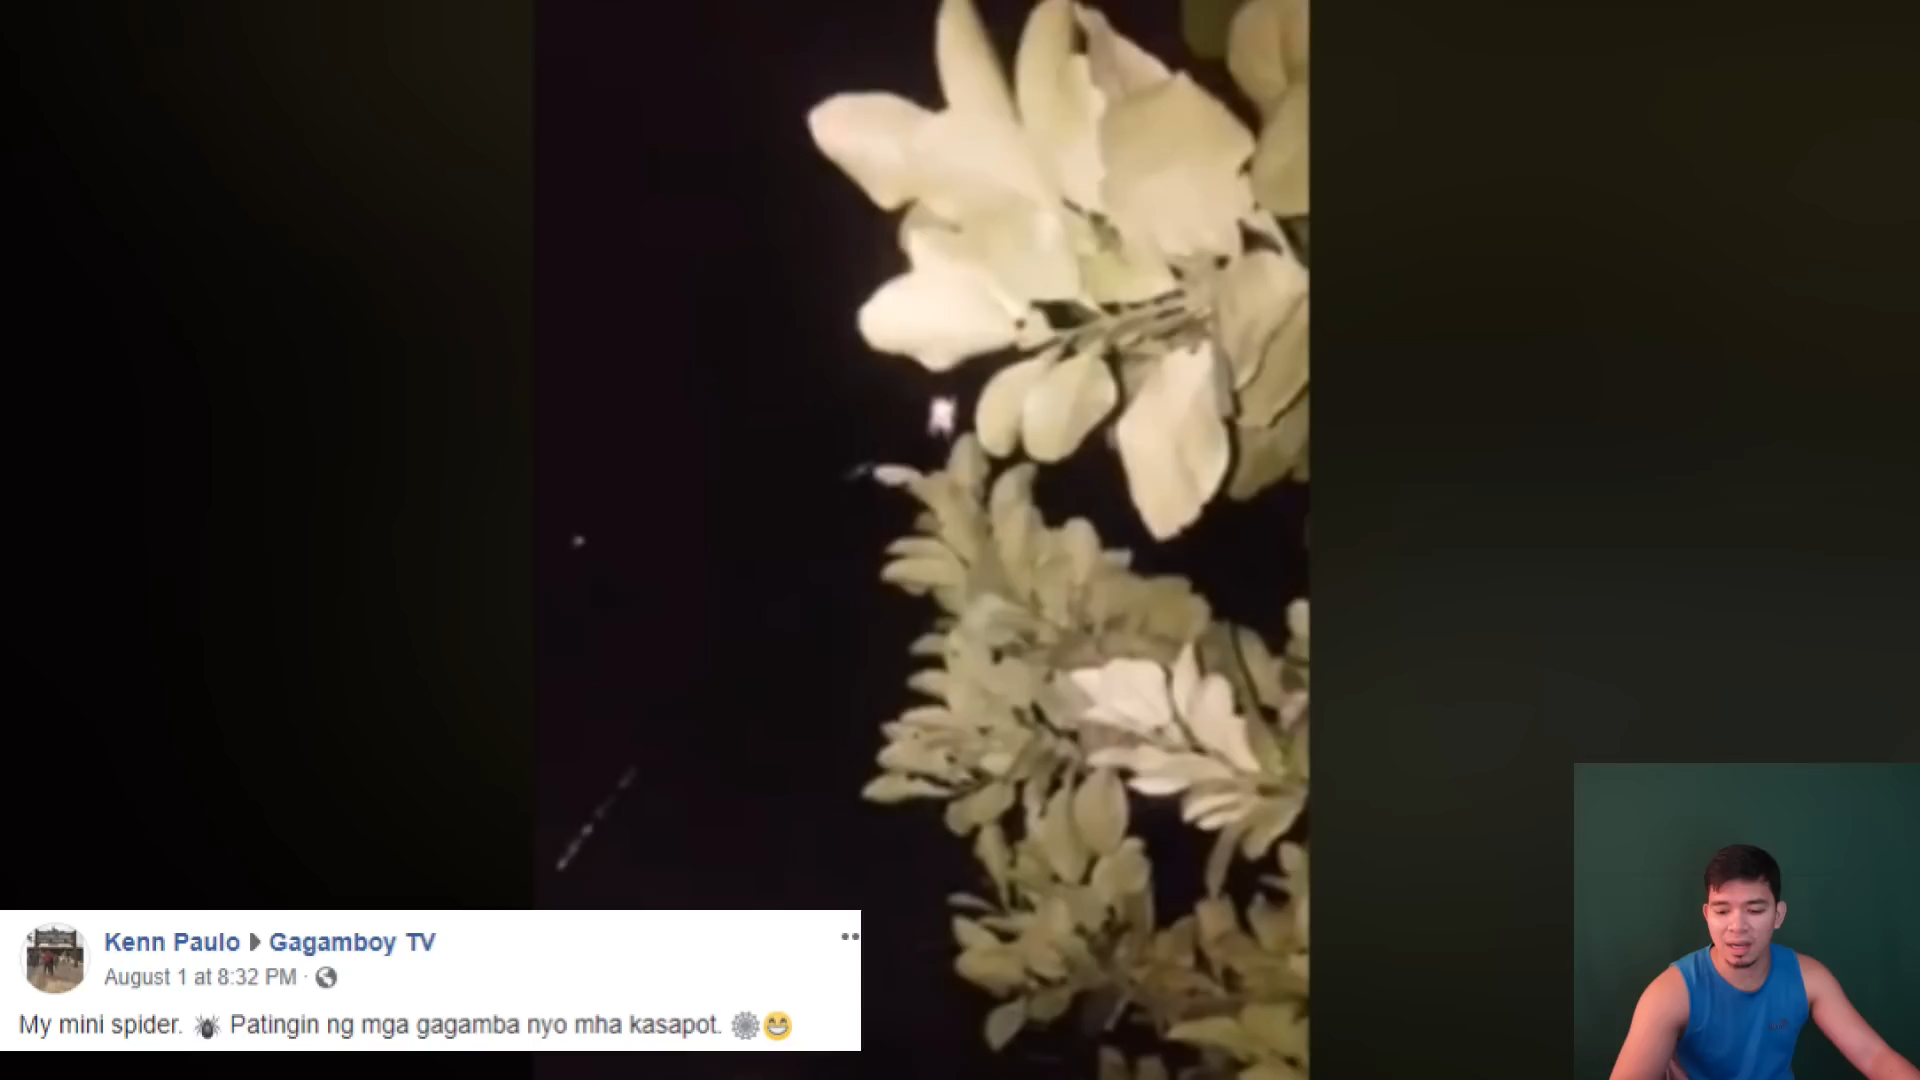 Kenn Paulo ▶ Gagamboy TV
August 1 at 8:32 PM ·
My mini spider. 🕷 Patingin ng mga gagamba nyo mha kasapot. 🕸😁